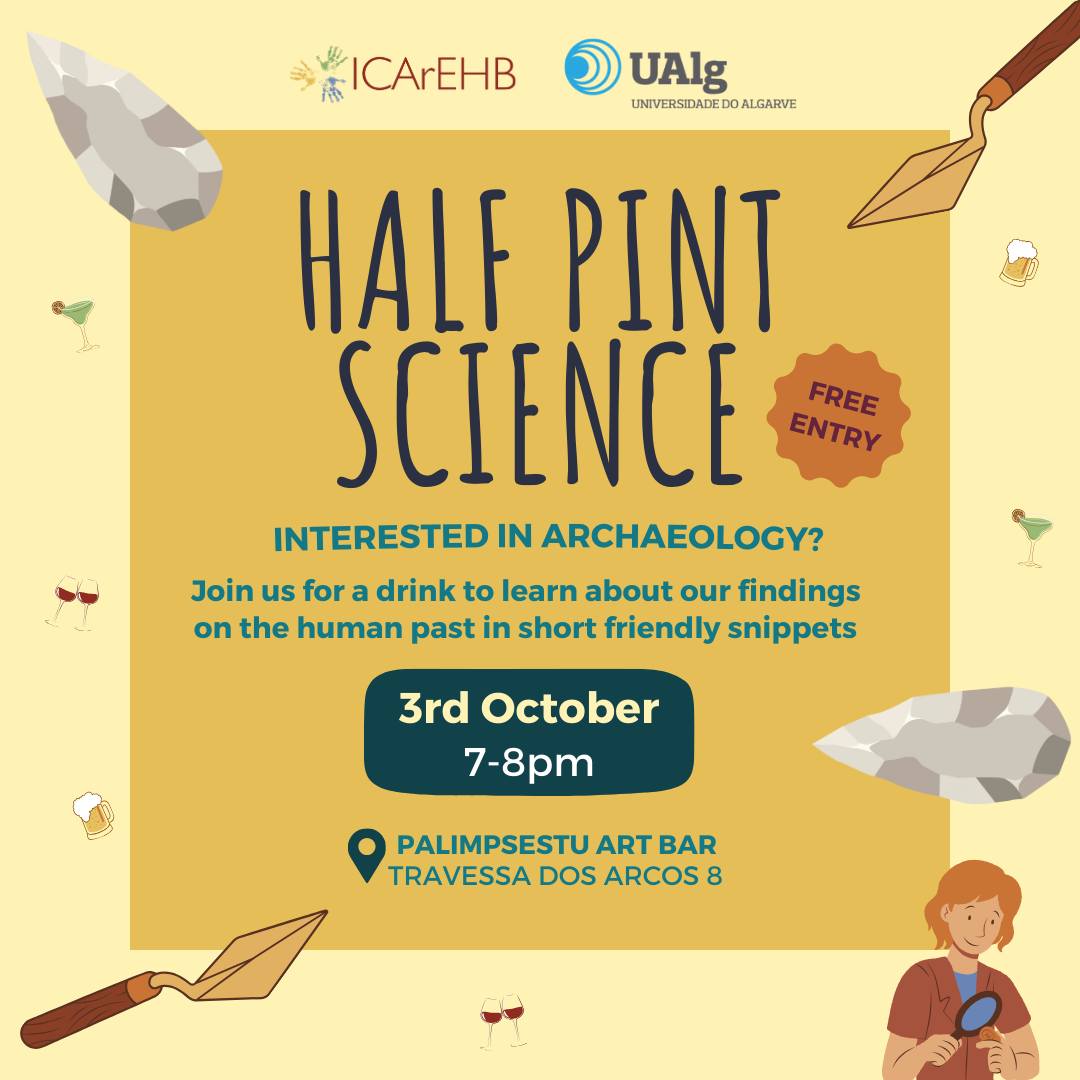 ICArEHB
UAlg
UNIVERSIDADE DO ALGARVE
HALF PINT
SCIENCE
FREE
ENTRY
INTERESTED IN ARCHAEOLOGY?
Join us for a drink to learn about our findings
on the human past in short friendly snippets
3rd October
7-8pm
PALIMPSESTU ART BAR
TRAVESSA DOS ARCOS 8